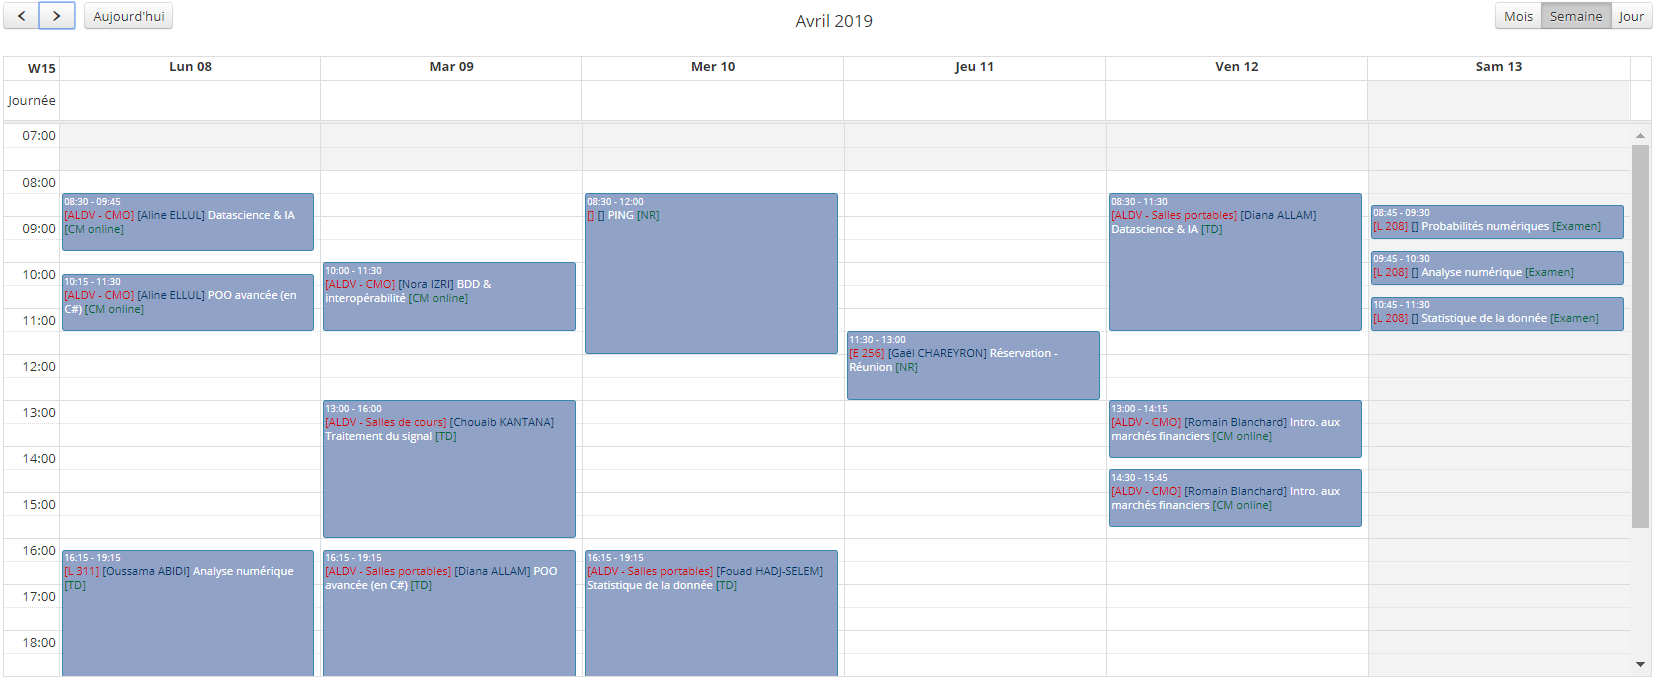 Aujourd'hui
Avril 2019
Mois Semaine Jour
W15 Lun 08 Mar 09 Mer 10 Jeu 11 Ven 12 Sam 13
Journée
07:00
08:00
09:00
10:00
11:00
12:00
13:00
14:00
15:00
16:00
17:00
18:00
08:30 - 09:45
[ALDV - CMO] [Aline ELLUL] Datascience & IA
[CM online]
10:15 - 11:30
[ALDV - CMO] [Aline ELLUL] POO avancée (en
C#) [CM online]
16:15 - 19:15
[L 311] [Oussama ABIDI] Analyse numérique
[TD]
10:00 - 11:30
[ALDV - CMO] [Nora IZRI] BDD &
interopérabilité [CM online]
13:00 - 16:00
[ALDV - Salles de cours] [Chouaib KANTANA]
Traitement du signal [TD]
16:15 - 19:15
[ALDV - Salles portables] [Diana ALLAM] POO
avancée (en C#) [TD]
08:30 - 12:00
[] [] PING [NR]
16:15 - 19:15
[ALDV - Salles portables] [Fouad HADJ-SELEM]
Statistique de la donnée [TD]
11:30 - 13:00
[E 256] [Gaël CHAREYRON] Réservation -
Réunion [NR]
08:30 - 11:30
[ALDV - Salles portables] [Diana ALLAM]
Datascience & IA [TD]
13:00 - 14:15
[ALDV - CMO] [Romain Blanchard] Intro. aux
marchés financiers [CM online]
14:30 - 15:45
[ALDV - CMO] [Romain Blanchard] Intro. aux
marchés financiers [CM online]
08:45 - 09:30
[L 208] [] Probabilités numériques [Examen]
09:45 - 10:30
[L 208] [] Analyse numérique [Examen]
10:45 - 11:30
[L 208] [] Statistique de la donnée [Examen]